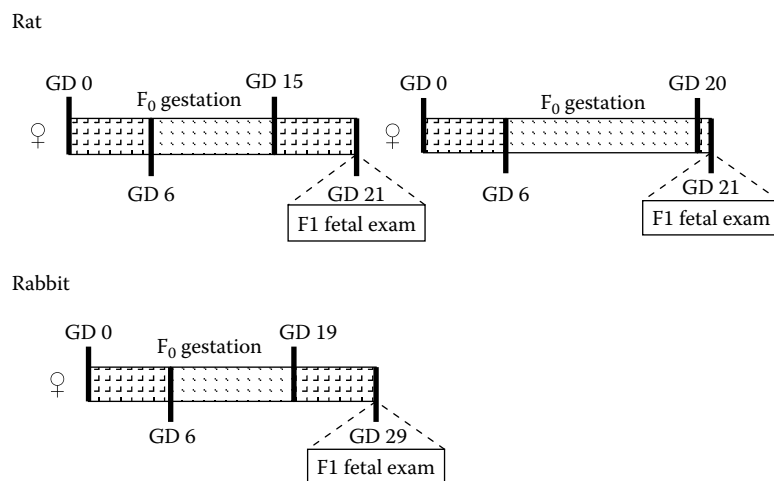 Rat
GD 0
GD 15
F0 gestation
♀
GD 6
GD 21
F1 fetal exam
GD 0
GD 20
F0 gestation
♀
GD 6
GD 21
F1 fetal exam
Rabbit
GD 0
GD 19
F0 gestation
♀
GD 6
GD 29
F1 fetal exam